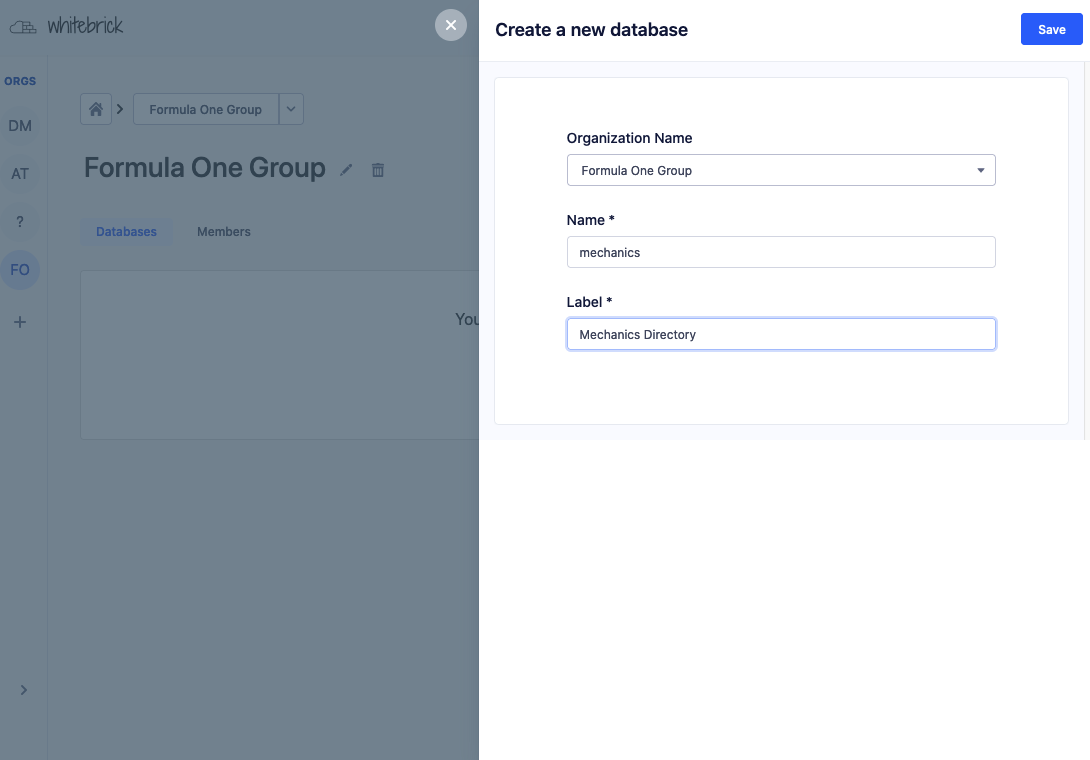 whitebrick
Create a new database
Save
ORGS
DM
AT
?
FO
+
Formula One Group
Formula One Group
Databases
Members
You
Organization Name
Formula One Group
Name *
mechanics
Label *
Mechanics Directory